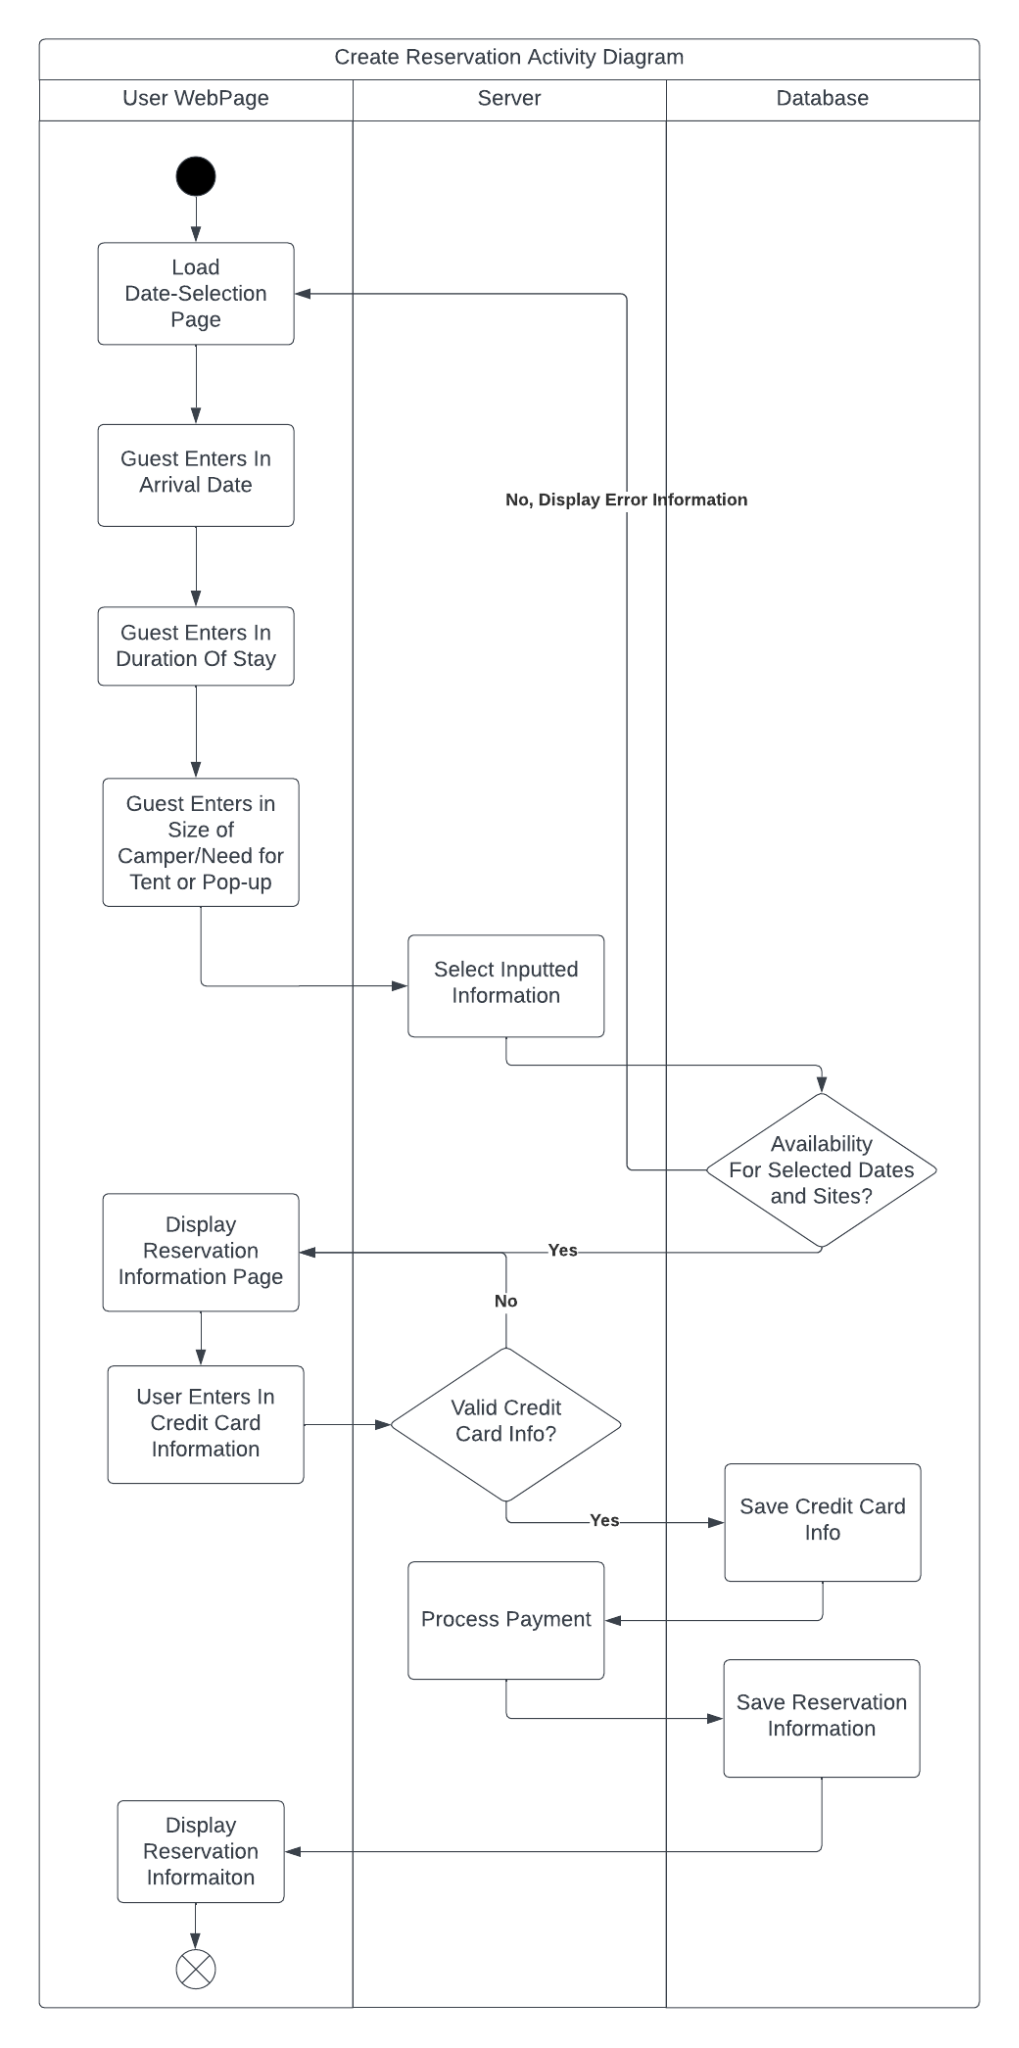 Create Reservation Activity Diagram
User WebPage
Server
Database
Load
Date-Selection
Page
Guest Enters In
Arrival Date
No, Display Error Information
Guest Enters In
Duration Of Stay
Guest Enters in
Size of
Camper/Need for
Tent or Pop-up
Select Inputted
Information
Availability
For Selected Dates
and Sites?
Display
Reservation
Information Page
Yes
No
User Enters In
Credit Card
Information
Valid Credit
Card Info?
Yes
Save Credit Card
Info
Process Payment
Save Reservation
Information
Display
Reservation
Informaiton